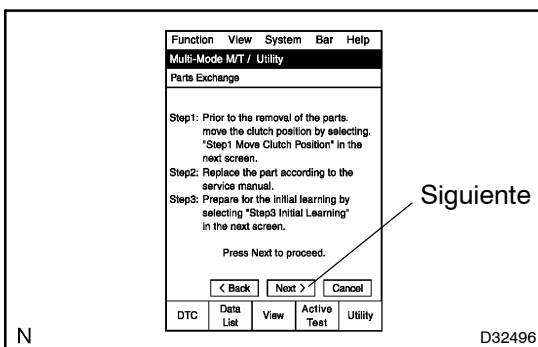 Function View System Bar Help
Multi-Mode M/T / Utility
Parts Exchange
Step1: Prior to the removal of the parts.
move the clutch position by selecting.
"Step1 Move Clutch Position" in the
next screen.
Step2: Replace the part according to the
service manual.
Step3: Prepare for the initial learning by
selecting "Step3 Initial Learning"
in the next screen.
Siguiente
Press Next to proceed.
< Back Next > Cancel
DTC Data List View Active Test Utility
N
D32496